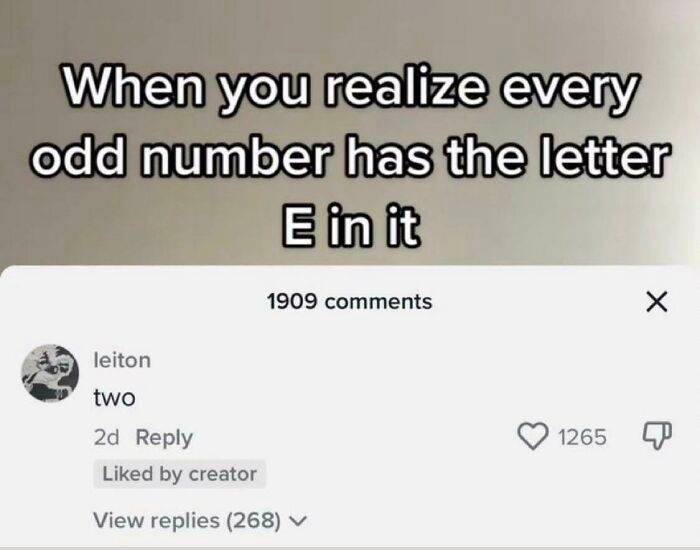 When you realize every
odd number has the letter
E in it
1909 comments
leiton
two
2d Reply
1265
Liked by creator
View replies (268)